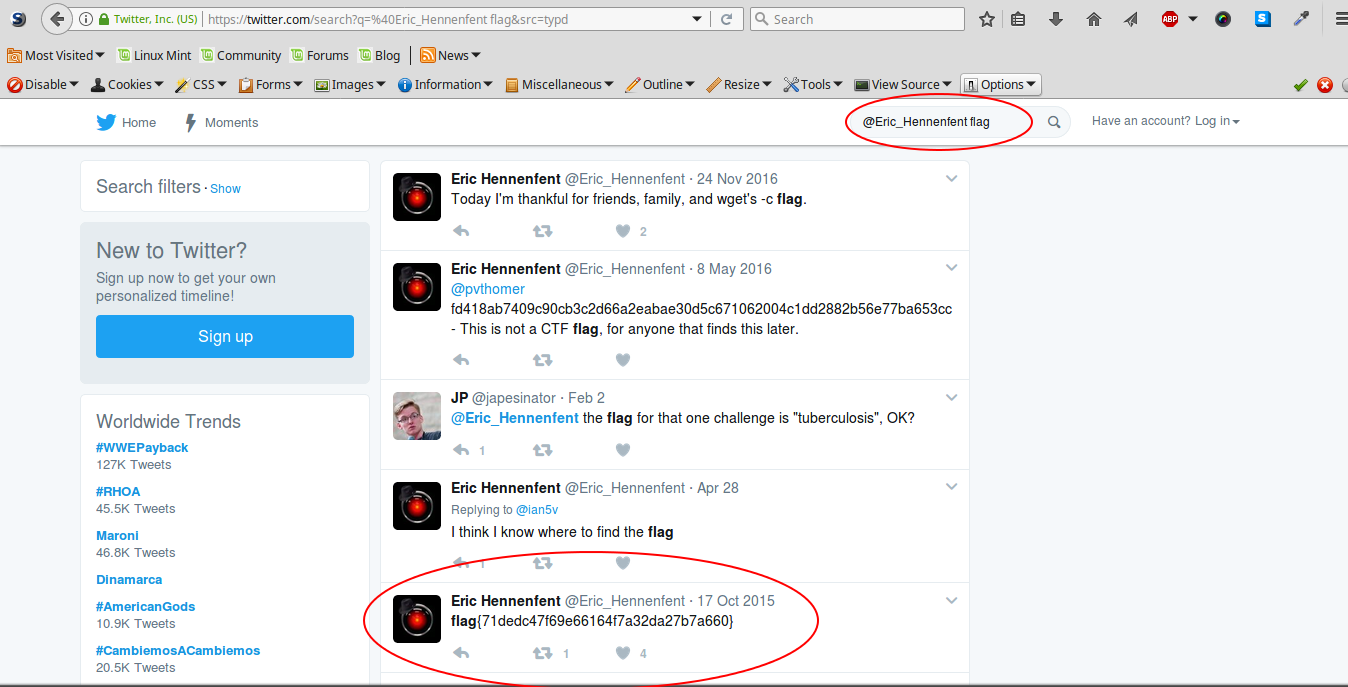 Twitter, Inc. (US) https://twitter.com/search?q=%40Eric_Hennenfent flag&src=typd Search ABP S
Most Visited Linux Mint Community Forums Blog News
Disable Cookies CSS Forms Images Information Miscellaneous Outline Resize Tools View Source Options
Home Moments @Eric_Hennenfent flag Have an account? Log in
Search filters · Show
New to Twitter?
Sign up now to get your own
personalized timeline!
Sign up
Worldwide Trends
#WWEPayback
127K Tweets
#RHOA
45.5K Tweets
Maroni
46.8K Tweets
Dinamarca
#AmericanGods
10.9K Tweets
#CambiemosACambiemos
20.5K Tweets
Eric Hennenfent @Eric_Hennenfent · 24 Nov 2016
Today I'm thankful for friends, family, and wget's -c flag.
2
Eric Hennenfent @Eric_Hennenfent · 8 May 2016
@pvthomer
fd418ab7409c90cb3c2d66a2eabae30d5c671062004c1dd2882b56e77ba653cc
- This is not a CTF flag, for anyone that finds this later.
JP @japesinator · Feb 2
@Eric_Hennenfent the flag for that one challenge is "tuberculosis", OK?
1
Eric Hennenfent @Eric_Hennenfent · Apr 28
Replying to @ian5v
I think I know where to find the flag
1
Eric Hennenfent @Eric_Hennenfent · 17 Oct 2015
flag{71dedc47f69e66164f7a32da27b7a660}
1 4